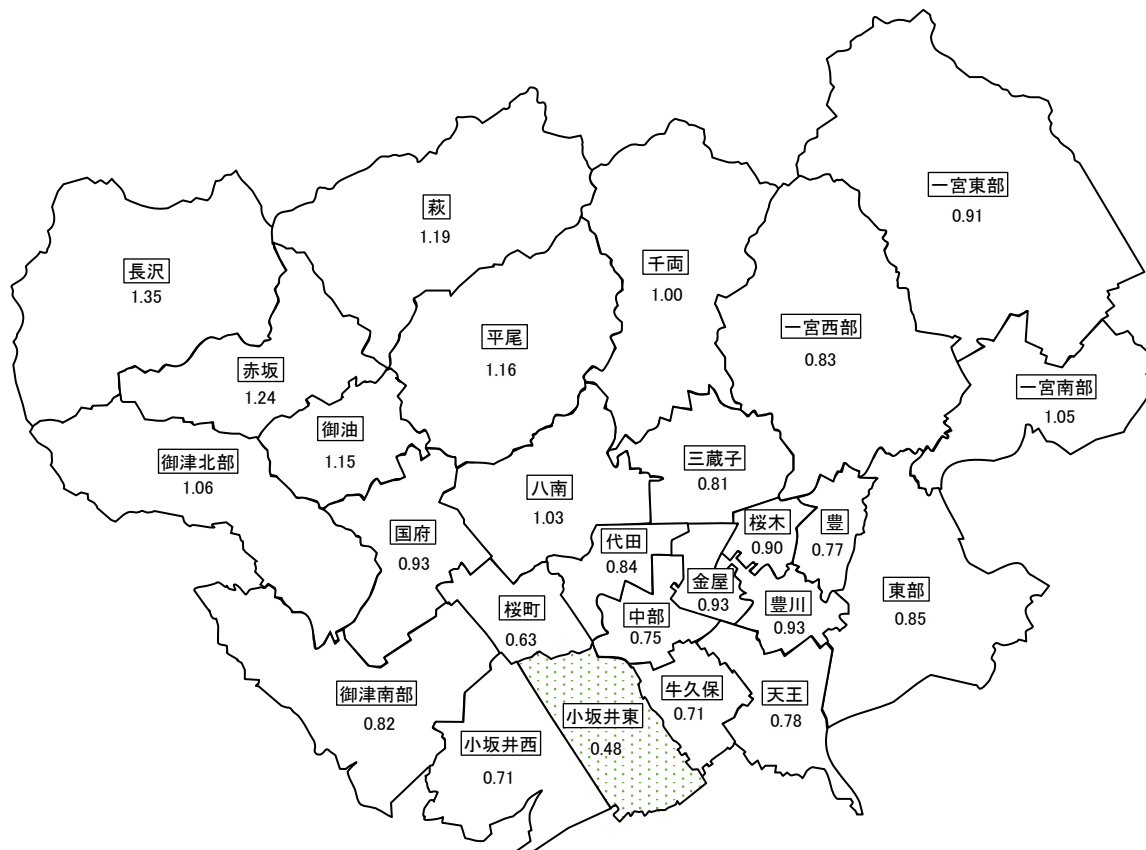 一宮東部
0.91
萩
1.19
長沢
1.35
千両
1.00
平尾
1.16
一宮西部
0.83
赤坂
1.24
一宮南部
1.05
御油
1.15
御津北部
1.06
三蔵子
0.81
八南
1.03
国府
0.93
桜木
0.90
豊
0.77
代田
0.84
金屋
0.93
豊川
0.93
東部
0.85
桜町
0.63
中部
0.75
御津南部
0.82
牛久保
0.71
天王
0.78
小坂井東
0.48
小坂井西
0.71